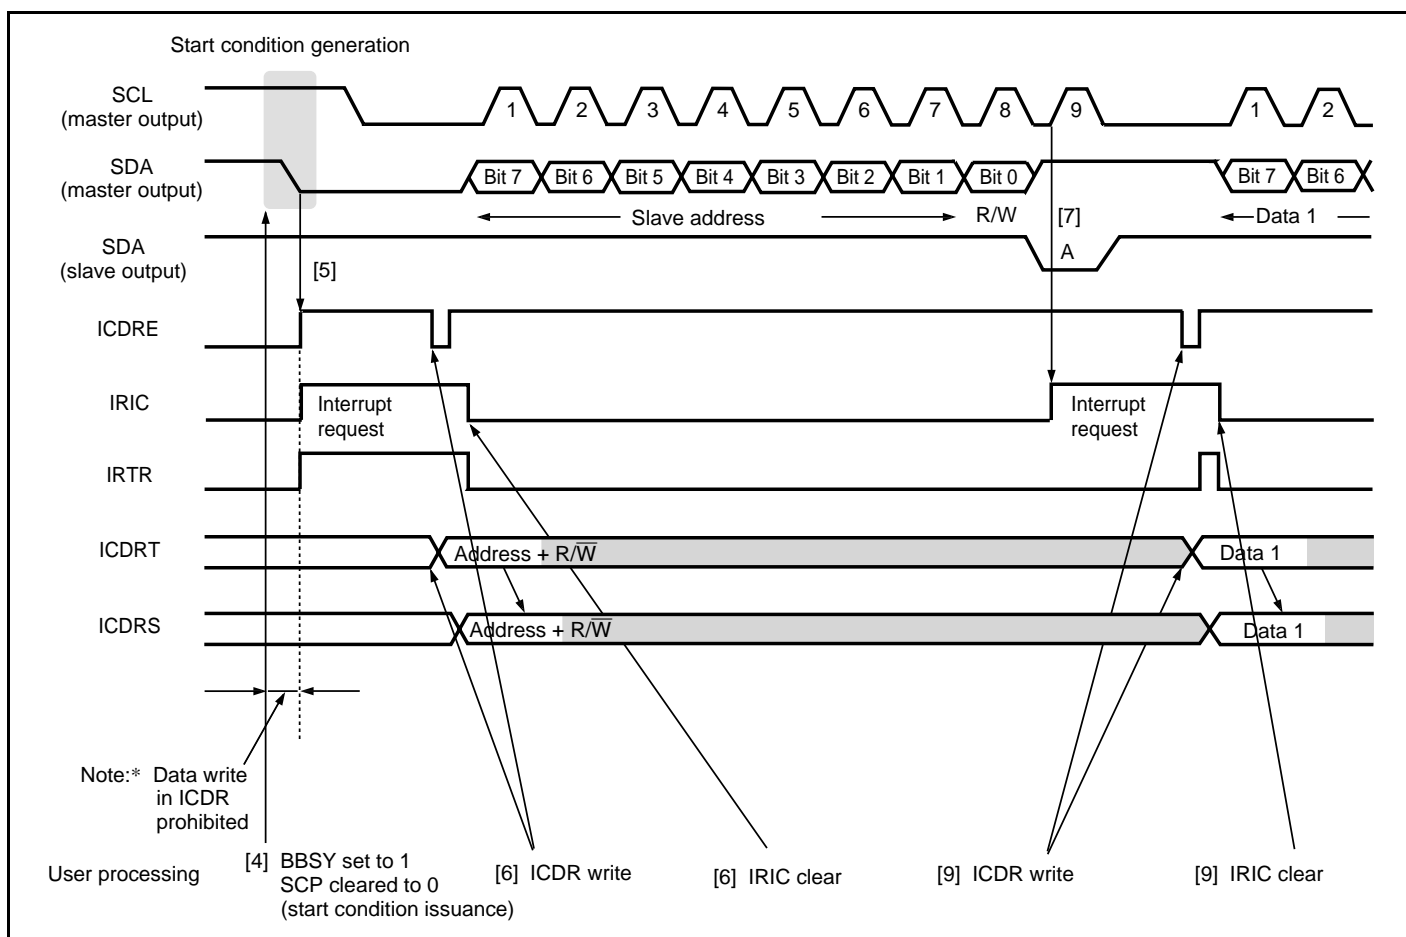 Start condition generation
SCL
(master output)
1 2 3 4 5 6 7 8 9 1 2
SDA
(master output)
Bit 7 Bit 6 Bit 5 Bit 4 Bit 3 Bit 2 Bit 1 Bit 0 Bit 7 Bit 6
Slave address R/W [7] Data 1
SDA
(slave output)
A
[5]
ICDRE
IRIC
Interrupt
request
Interrupt
request
IRTR
ICDRT
Address + R/W̅
Data 1
ICDRS
Address + R/W̅
Data 1
Note:* Data write
in ICDR
prohibited
User processing
[4] BBSY set to 1
SCP cleared to 0
(start condition issuance)
[6] ICDR write
[6] IRIC clear
[9] ICDR write
[9] IRIC clear